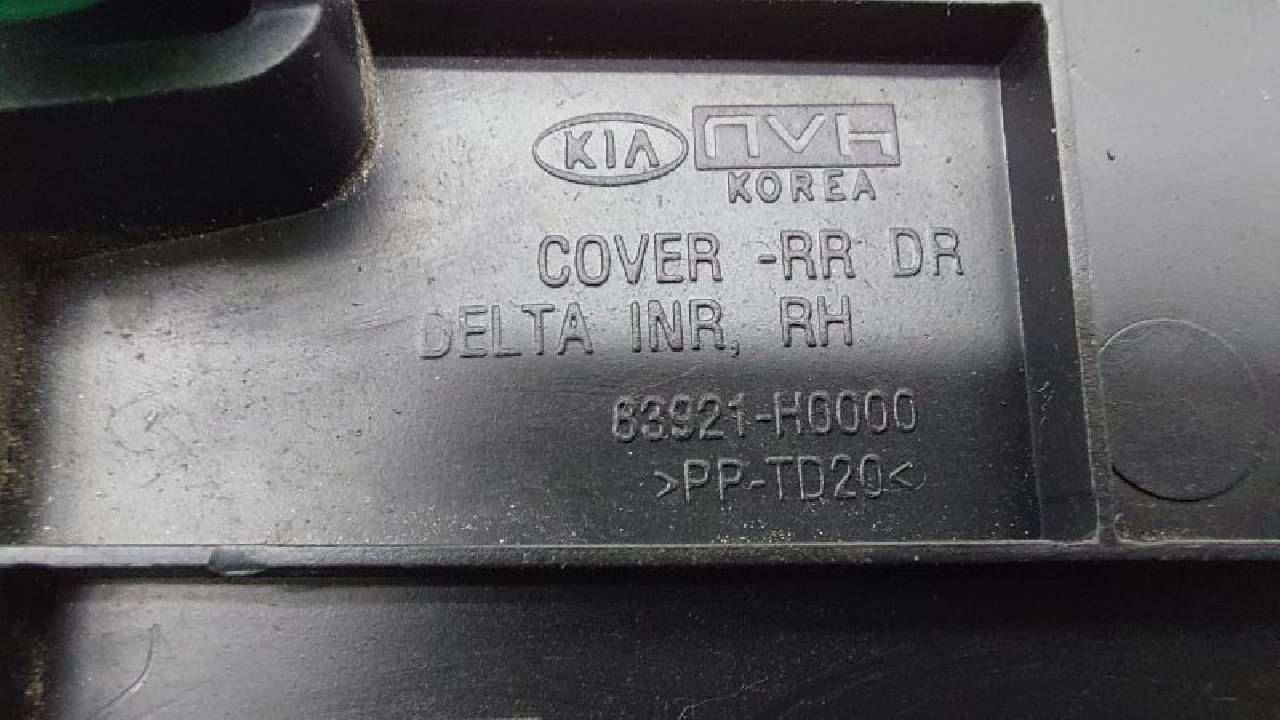 KIA NVH
KOREA
COVER -RR DR
DELTA INR, RH
83921-H0000
>PP-TD20<